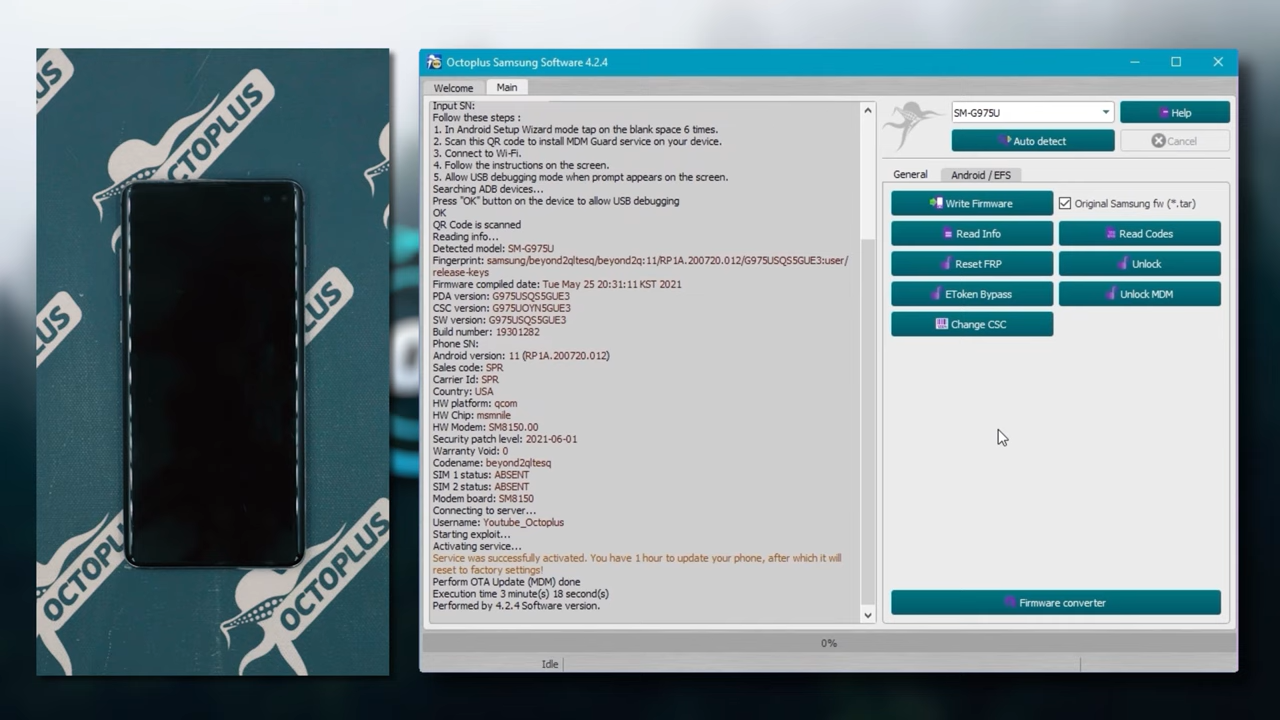 OCTOPLUS
OCTOPLUS
OCTOPLUS
OCTOPLUS
Octoplus Samsung Software 4.2.4
Welcome
Main
Input SN:
Follow these steps :
1. In Android Setup Wizard mode tap on the blank space 6 times.
2. Scan this QR code to install MDM Guard service on your device.
3. Connect to Wi-Fi.
4. Follow the instructions on the screen.
5. Allow USB debugging mode when prompt appears on the screen.
Searching ADB devices...
Press "OK" button on the device to allow USB debugging
OK
QR Code is scanned
Reading info...
Detected model: SM-G975U
Fingerprint: samsung/beyond2qltesq/beyond2q:11/RP1A.200720.012/G975USQS5GUE3:user/
release-keys
Firmware compiled date: Tue May 25 20:31:11 KST 2021
PDA version: G975USQS5GUE3
CSC version: G975UOYN5GUE3
SW version: G975USQS5GUE3
Build number: 19301282
Phone SN:
Android version: 11 (RP1A.200720.012)
Sales code: SPR
Carrier Id: SPR
Country: USA
HW platform: qcom
HW Chip: msmnile
HW Modem: SM8150.00
Security patch level: 2021-06-01
Warranty Void: 0
Codename: beyond2qltesq
SIM 1 status: ABSENT
SIM 2 status: ABSENT
Modem board: SM8150
Connecting to server...
Username: Youtube_Octoplus
Starting exploit...
Activating service...
Service was successfully activated. You have 1 hour to update your phone, after which it will
reset to factory settings!
Perform OTA Update (MDM) done
Execution time 3 minute(s) 18 second(s)
Performed by 4.2.4 Software version.
SM-G975U
Help
Auto detect
Cancel
General
Android / EFS
Write Firmware
Original Samsung fw (*.tar)
Read Info
Read Codes
Reset FRP
Unlock
EToken Bypass
Unlock MDM
Change CSC
Firmware converter
0%
Idle